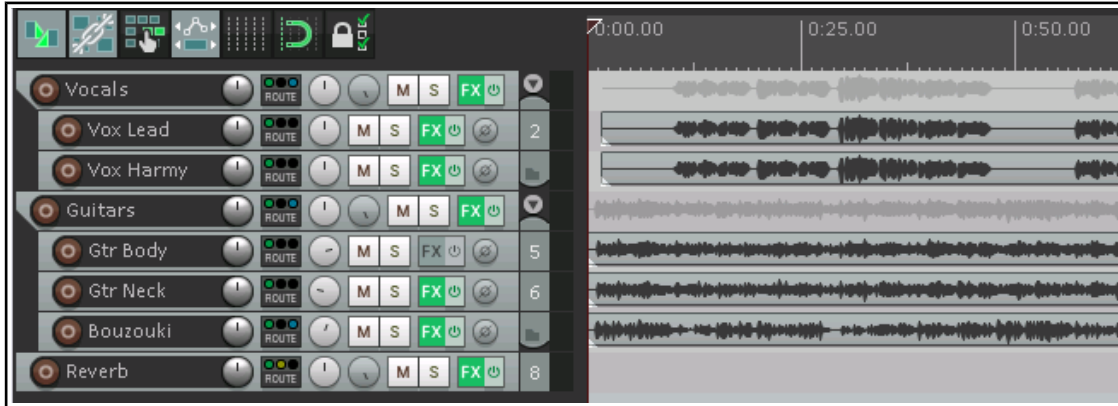 0:00.00 0:25.00 0:50.00
Vocals ROUTE M S FX
Vox Lead ROUTE M S FX 2
Vox Harmy ROUTE M S FX
Guitars ROUTE M S FX
Gtr Body ROUTE M S FX 5
Gtr Neck ROUTE M S FX 6
Bouzouki ROUTE M S FX
Reverb ROUTE M S FX 8